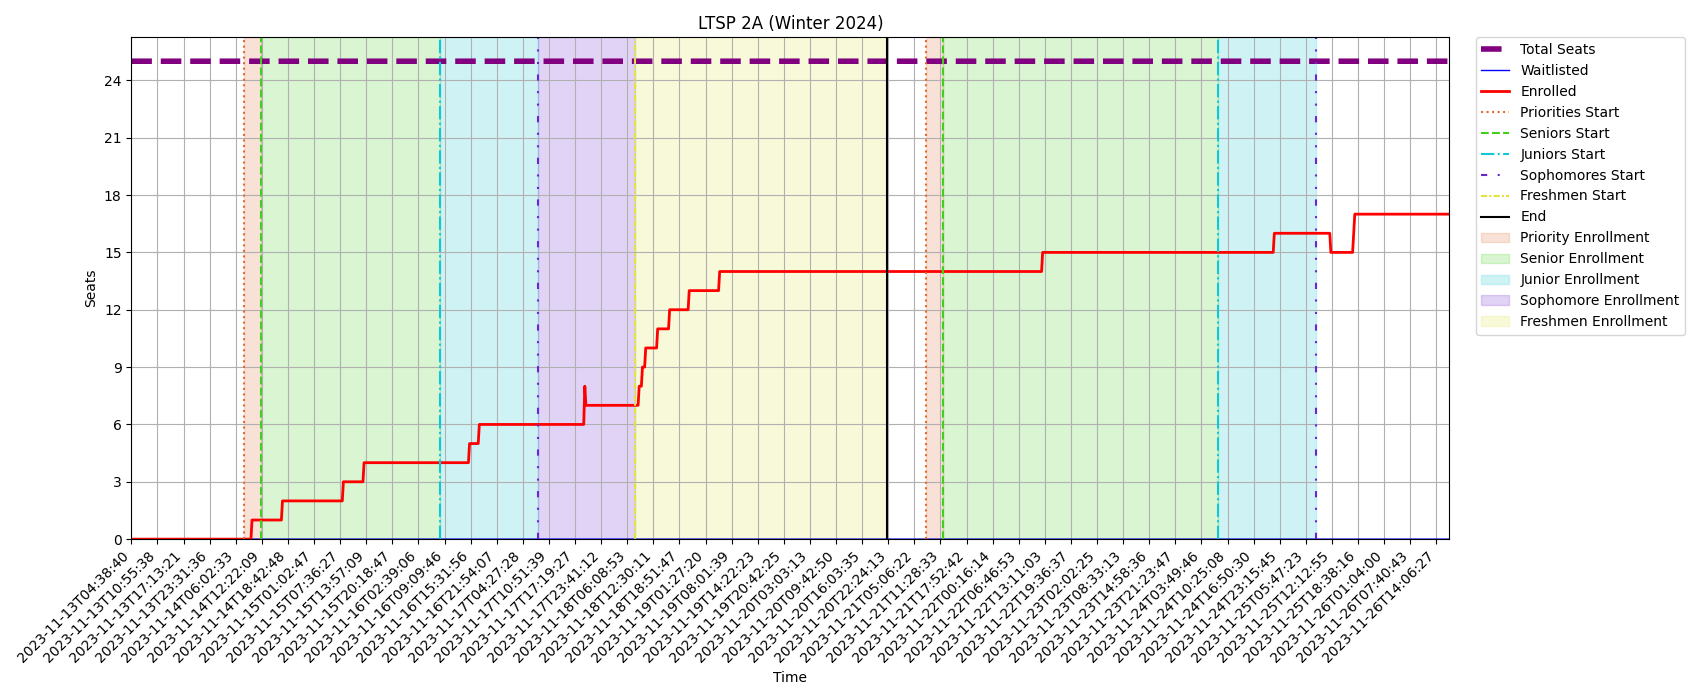 LTSP 2A (Winter 2024)
Seats
24
21
18
15
12
9
6
3
0
2023-11-13T04:38:40
2023-11-13T10:55:38
2023-11-13T17:13:21
2023-11-13T23:31:36
2023-11-14T06:02:33
2023-11-14T12:22:09
2023-11-14T18:42:48
2023-11-15T01:02:47
2023-11-15T07:36:27
2023-11-15T13:57:09
2023-11-15T20:18:47
2023-11-16T02:39:06
2023-11-16T09:09:46
2023-11-16T15:31:56
2023-11-16T21:54:07
2023-11-17T04:27:28
2023-11-17T10:51:39
2023-11-17T17:19:27
2023-11-17T23:41:12
2023-11-18T06:08:53
2023-11-18T12:30:11
2023-11-18T18:51:47
2023-11-19T01:27:20
2023-11-19T08:01:39
2023-11-19T14:22:23
2023-11-19T20:42:25
2023-11-20T03:03:13
2023-11-20T09:42:50
2023-11-20T16:03:35
2023-11-20T22:24:13
2023-11-21T05:06:22
2023-11-21T11:28:33
2023-11-21T17:52:42
2023-11-22T00:16:14
2023-11-22T06:46:53
2023-11-22T13:11:03
2023-11-22T19:36:37
2023-11-23T02:02:25
2023-11-23T08:33:13
2023-11-23T14:58:36
2023-11-23T21:23:47
2023-11-24T03:49:46
2023-11-24T10:25:08
2023-11-24T16:50:30
2023-11-24T23:15:45
2023-11-25T05:47:23
2023-11-25T12:12:55
2023-11-25T18:38:16
2023-11-26T01:04:00
2023-11-26T07:40:43
2023-11-26T14:06:27
Time
Total Seats
Waitlisted
Enrolled
Priorities Start
Seniors Start
Juniors Start
Sophomores Start
Freshmen Start
End
Priority Enrollment
Senior Enrollment
Junior Enrollment
Sophomore Enrollment
Freshmen Enrollment